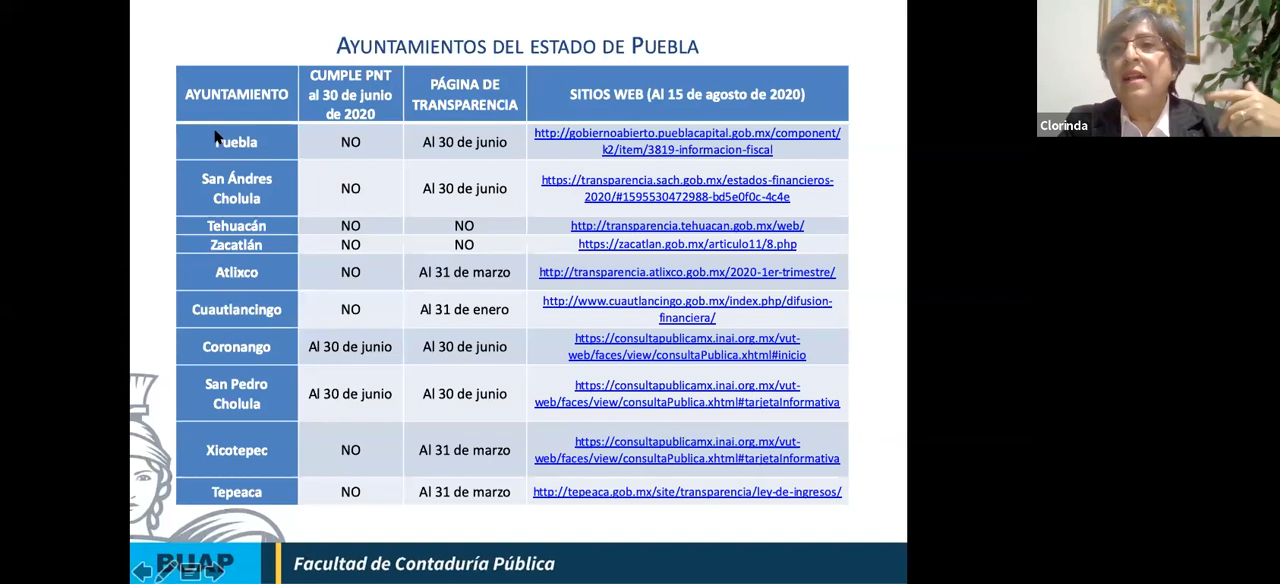 AYUNTAMIENTOS DEL ESTADO DE PUEBLA
AYUNTAMIENTO
CUMPLE PNT
al 30 de junio
de 2020
PÁGINA DE
TRANSPARENCIA
SITIOS WEB (Al 15 de agosto de 2020)
Puebla
NO
Al 30 de junio
http://gobiernoabierto.pueblacapital.gob.mx/component/
k2/item/3819-informacion-fiscal
San Ándres
Cholula
NO
Al 30 de junio
https://transparencia.sach.gob.mx/estados-financieros-
2020/#1595530472988-bd5e0f0c-4c4e
Tehuacán
NO
NO
http://transparencia.tehuacan.gob.mx/web/
Zacatlán
NO
NO
https://zacatlan.gob.mx/articulo11/8.php
Atlixco
NO
Al 31 de marzo
http://transparencia.atlixco.gob.mx/2020-1er-trimestre/
Cuautlancingo
NO
Al 31 de enero
http://www.cuautlancingo.gob.mx/index.php/difusion-
financiera/
Coronango
Al 30 de junio
Al 30 de junio
https://consultapublicamx.inai.org.mx/vut-
web/faces/view/consultaPublica.xhtml#inicio
San Pedro
Cholula
Al 30 de junio
Al 30 de junio
https://consultapublicamx.inai.org.mx/vut-
web/faces/view/consultaPublica.xhtml#tarjetaInformativa
Xicotepec
NO
Al 31 de marzo
https://consultapublicamx.inai.org.mx/vut-
web/faces/view/consultaPublica.xhtml#tarjetaInformativa
Tepeaca
NO
Al 31 de marzo
http://tepeaca.gob.mx/site/transparencia/ley-de-ingresos/
BUAP
Facultad de Contaduría Pública
Clorinda